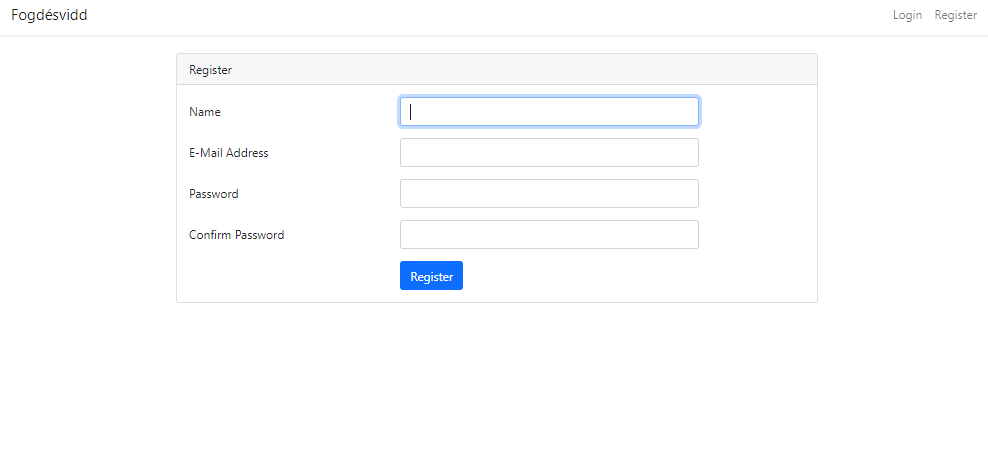 Fogdésvidd
Login Register
Register
Name
E-Mail Address
Password
Confirm Password
Register